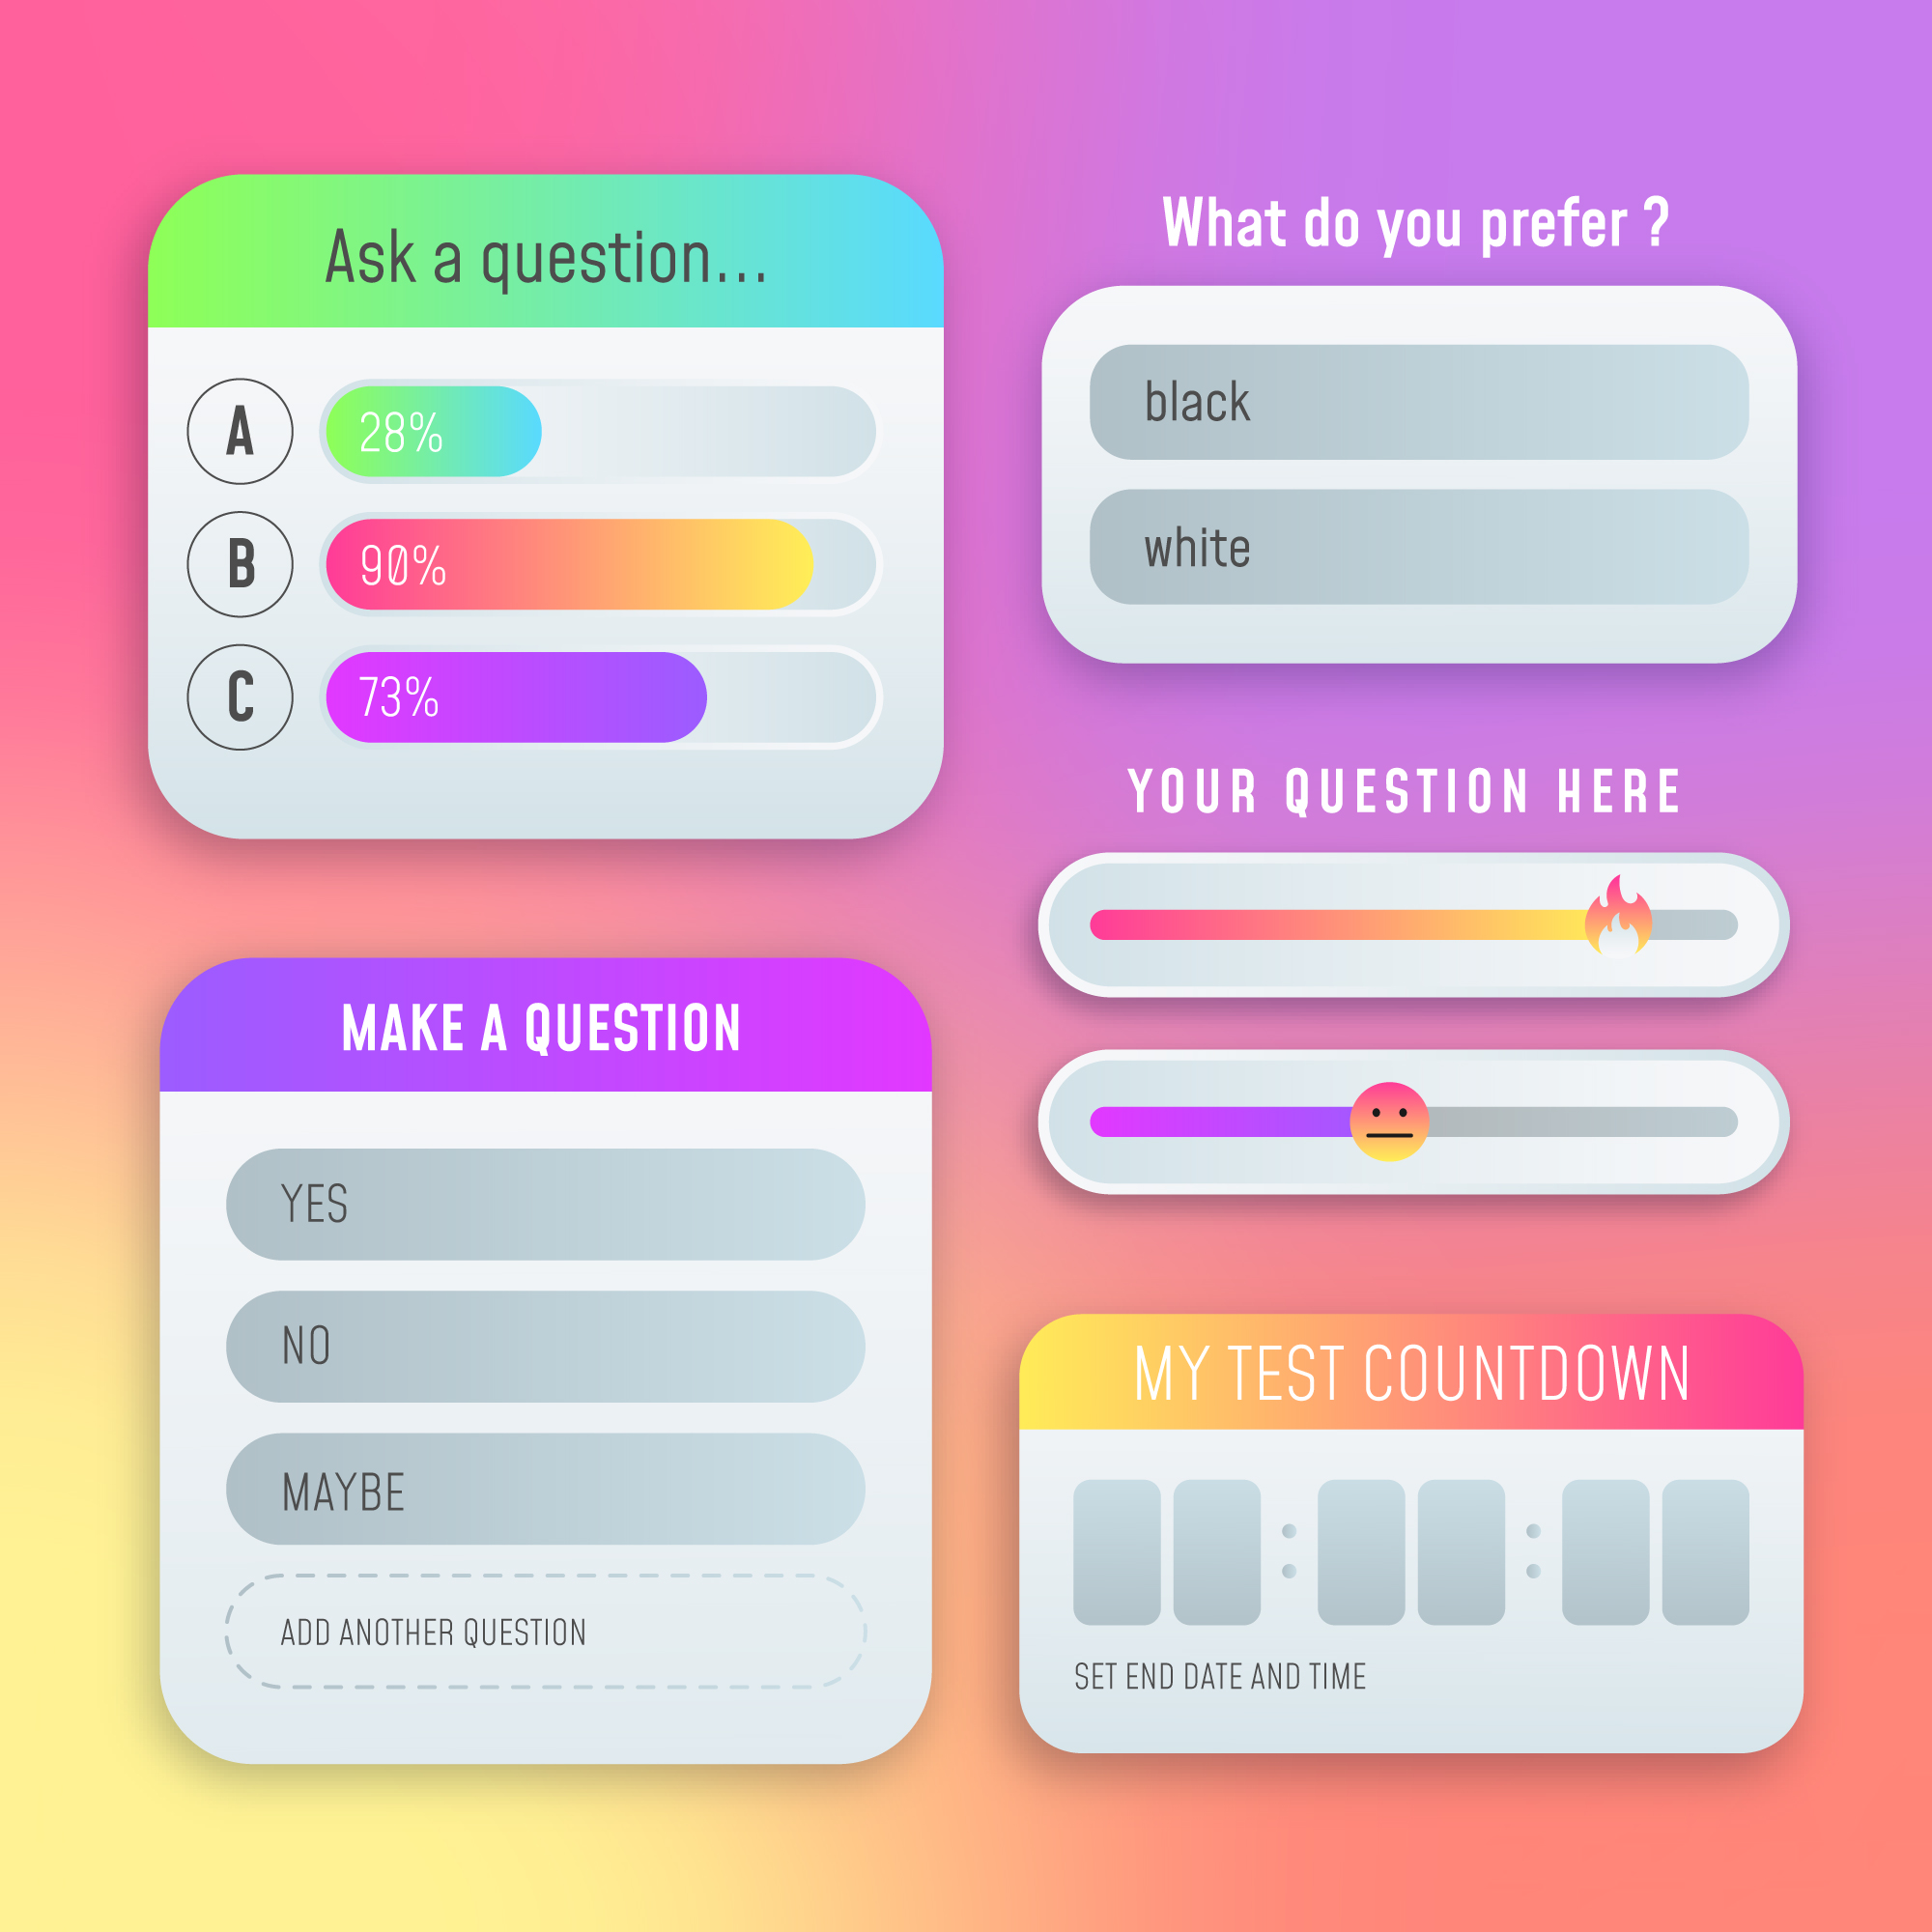 Ask a question...
A
28%
B
90%
C
73%
What do you prefer ?
black
white
YOUR QUESTION HERE
MAKE A QUESTION
YES
NO
MAYBE
ADD ANOTHER QUESTION
MY TEST COUNTDOWN
: :
SET END DATE AND TIME